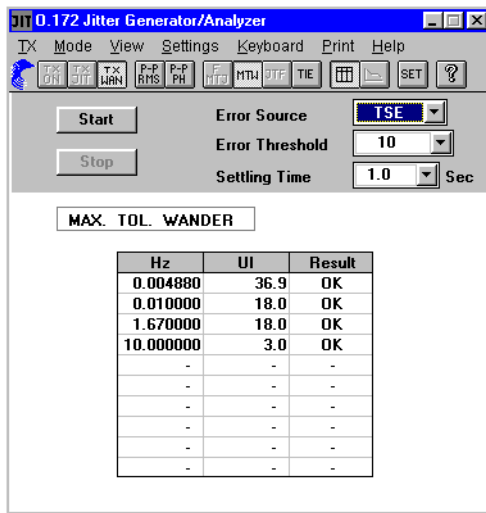 JIT O.172 Jitter Generator/Analyzer
TX Mode View Settings Keyboard Print Help
TX ON TX JIT TX WAN P-P RMS P-P PH F MTJ MTW JTF TIE SET ?
Start Error Source TSE
Error Threshold 10
Stop
Settling Time 1.0 Sec
MAX. TOL. WANDER
Hz UI Result
0.004880 36.9 OK
0.010000 18.0 OK
1.670000 18.0 OK
10.000000 3.0 OK
- - -
- - -
- - -
- - -
- - -
- - -